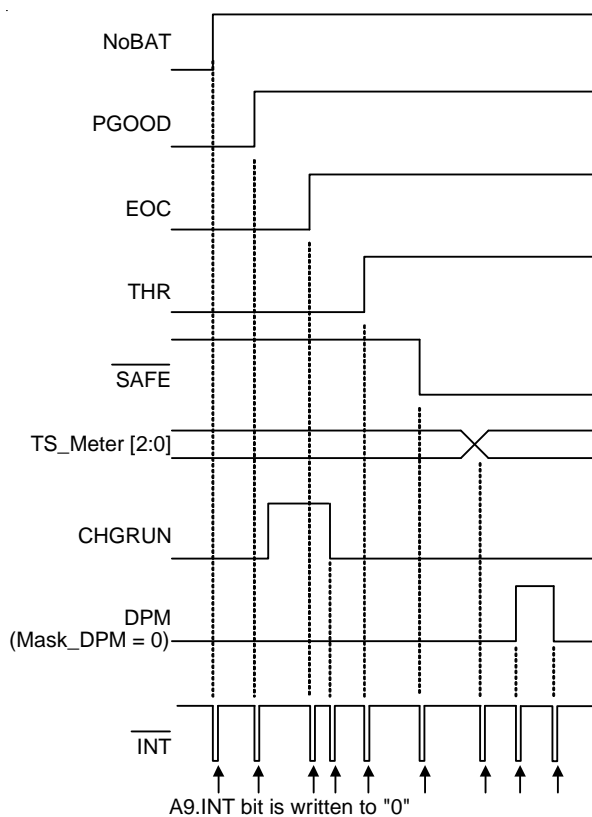 NoBAT
PGOOD
EOC
THR
SAFE
TS_Meter [2:0]
CHGRUN
DPM
(Mask_DPM = 0)
INT
A9.INT bit is written to "0"